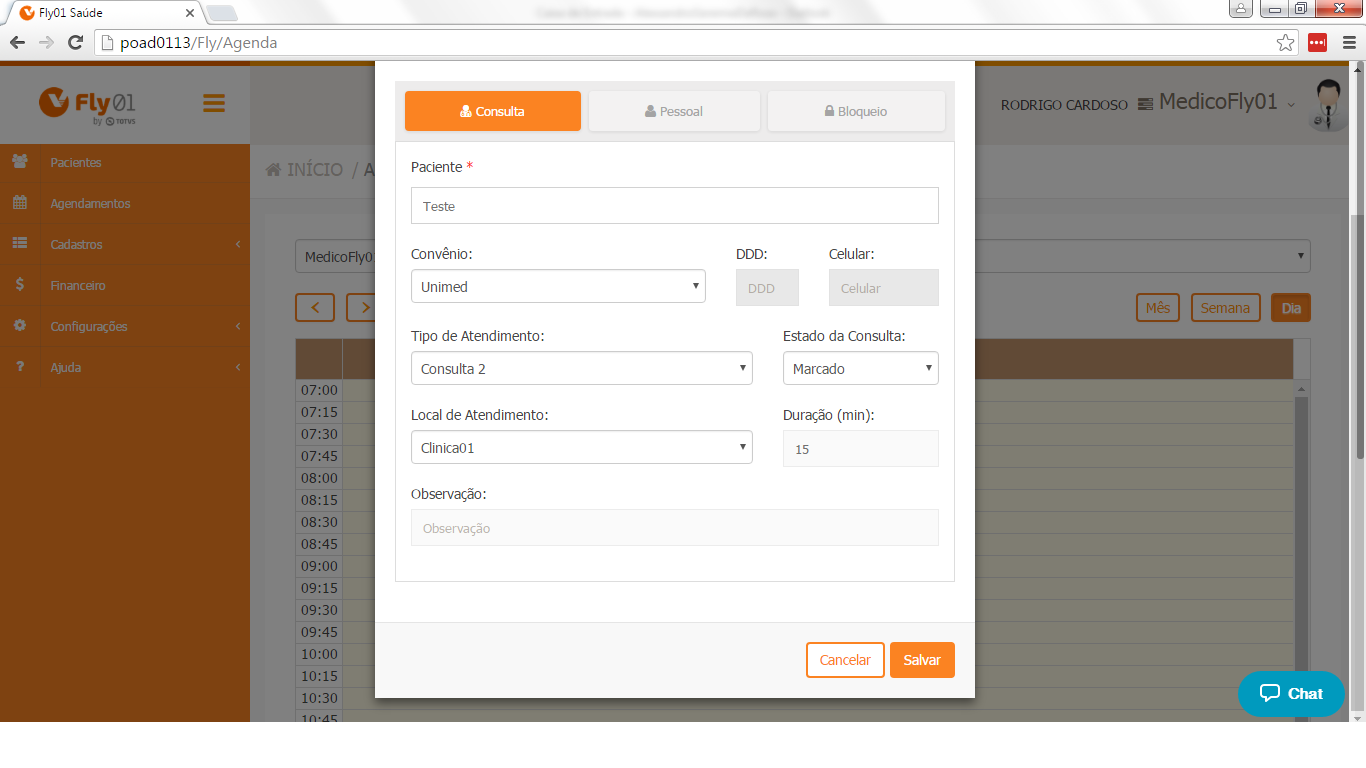 Fly01 Saúde
poad0113/Fly/Agenda
Fly01
by TOTVS
RODRIGO CARDOSO MedicoFly01
Pacientes
Agendamentos
Cadastros
Financeiro
Configurações
Ajuda
INÍCIO / A
Consulta Pessoal Bloqueio
Paciente *
Teste
Convênio: DDD: Celular:
Unimed DDD Celular
Tipo de Atendimento: Estado da Consulta:
Consulta 2 Marcado
Local de Atendimento: Duração (min):
Clinica01 15
Observação:
Observação
Cancelar Salvar
MedicoFly0
< >
Mês Semana Dia
07:00
07:15
07:30
07:45
08:00
08:15
08:30
08:45
09:00
09:15
09:30
09:45
10:00
10:15
10:30
10:45
Chat